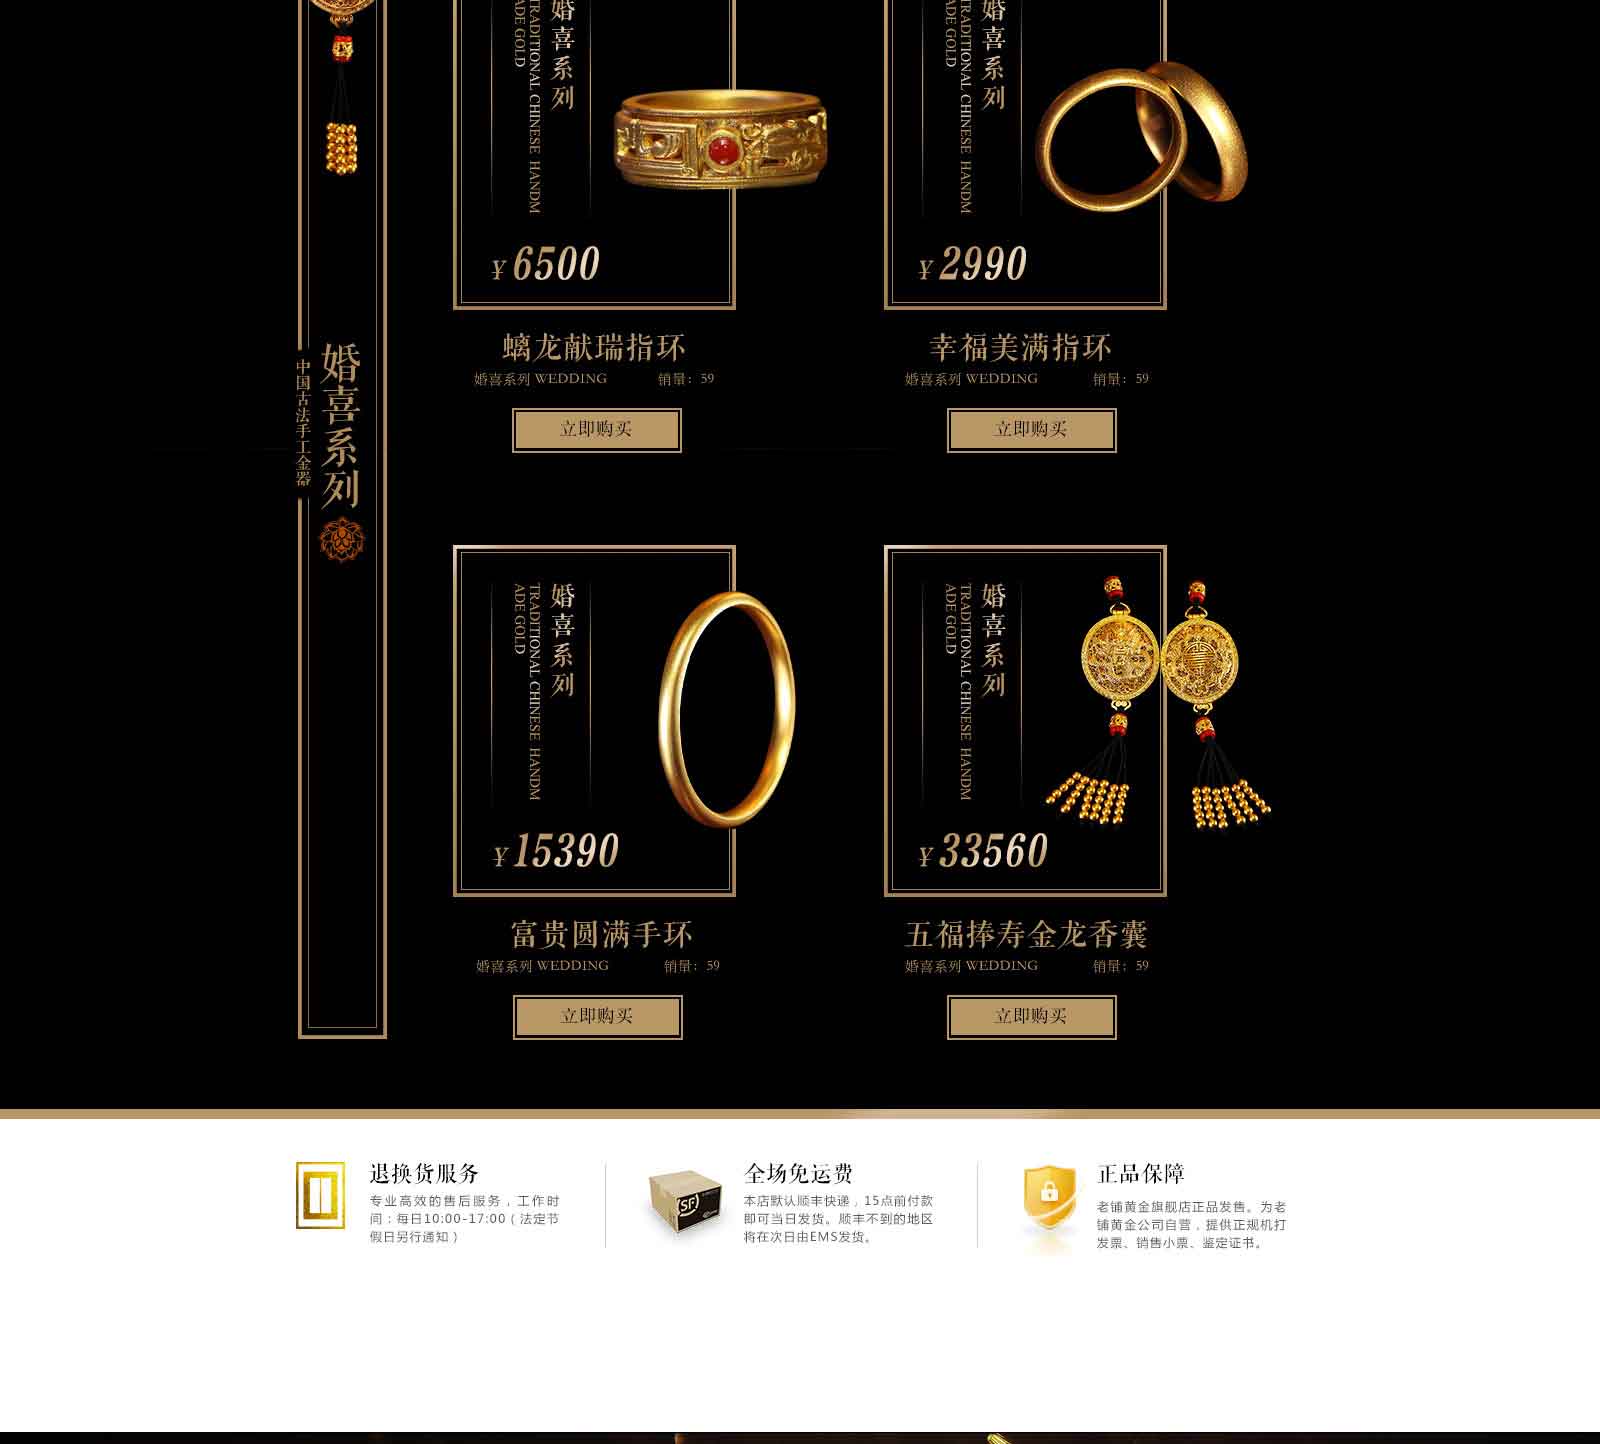 婚喜系列
TRADITIONAL CHINESE HANDM
ADE GOLD
¥6500
螭龙献瑞指环
婚喜系列 WEDDING 销量：59
立即购买
婚喜系列
TRADITIONAL CHINESE HANDM
ADE GOLD
¥2990
幸福美满指环
婚喜系列 WEDDING 销量：59
立即购买
婚喜系列
中国古法手工金器
婚喜系列
TRADITIONAL CHINESE HANDM
ADE GOLD
¥15390
富贵圆满手环
婚喜系列 WEDDING 销量：59
立即购买
婚喜系列
TRADITIONAL CHINESE HANDM
ADE GOLD
¥33560
五福捧寿金龙香囊
婚喜系列 WEDDING 销量：59
立即购买
退换货服务
专业高效的售后服务，工作时
间：每日10:00-17:00（法定节
假日另行通知）
SF
全场免运费
本店默认顺丰快递，15点前付款
即可当日发货。顺丰不到的地区
将在次日由EMS发货。
正品保障
老铺黄金旗舰店正品发售。为老
铺黄金公司自营，提供正规机打
发票、销售小票、鉴定证书。